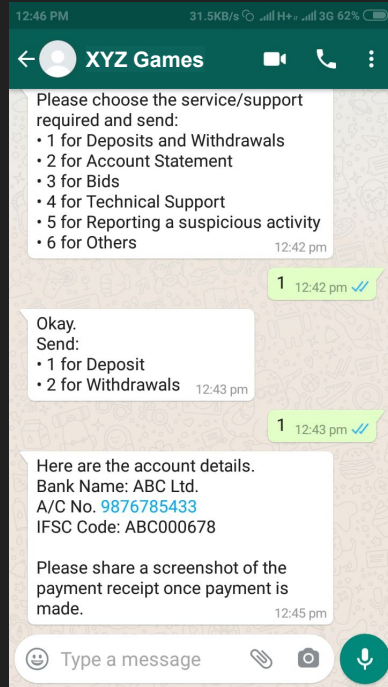 12:46 PM 31.5KB/s H+ 3G 62%
XYZ Games
Please choose the service/support
required and send:
• 1 for Deposits and Withdrawals
• 2 for Account Statement
• 3 for Bids
• 4 for Technical Support
• 5 for Reporting a suspicious activity
• 6 for Others
12:42 pm
1 12:42 pm
Okay.
Send:
• 1 for Deposit
• 2 for Withdrawals 12:43 pm
1 12:43 pm
Here are the account details.
Bank Name: ABC Ltd.
A/C No. 9876785433
IFSC Code: ABC000678
Please share a screenshot of the
payment receipt once payment is
made.
12:45 pm
Type a message